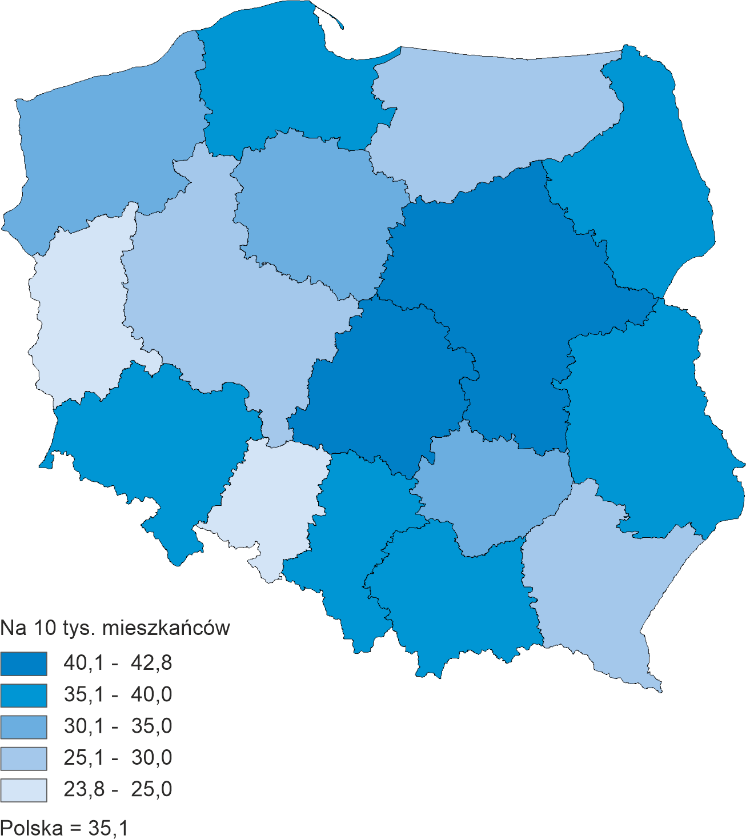 Na 10 tys. mieszkańców
40,1 - 42,8
35,1 - 40,0
30,1 - 35,0
25,1 - 30,0
23,8 - 25,0
Polska = 35,1